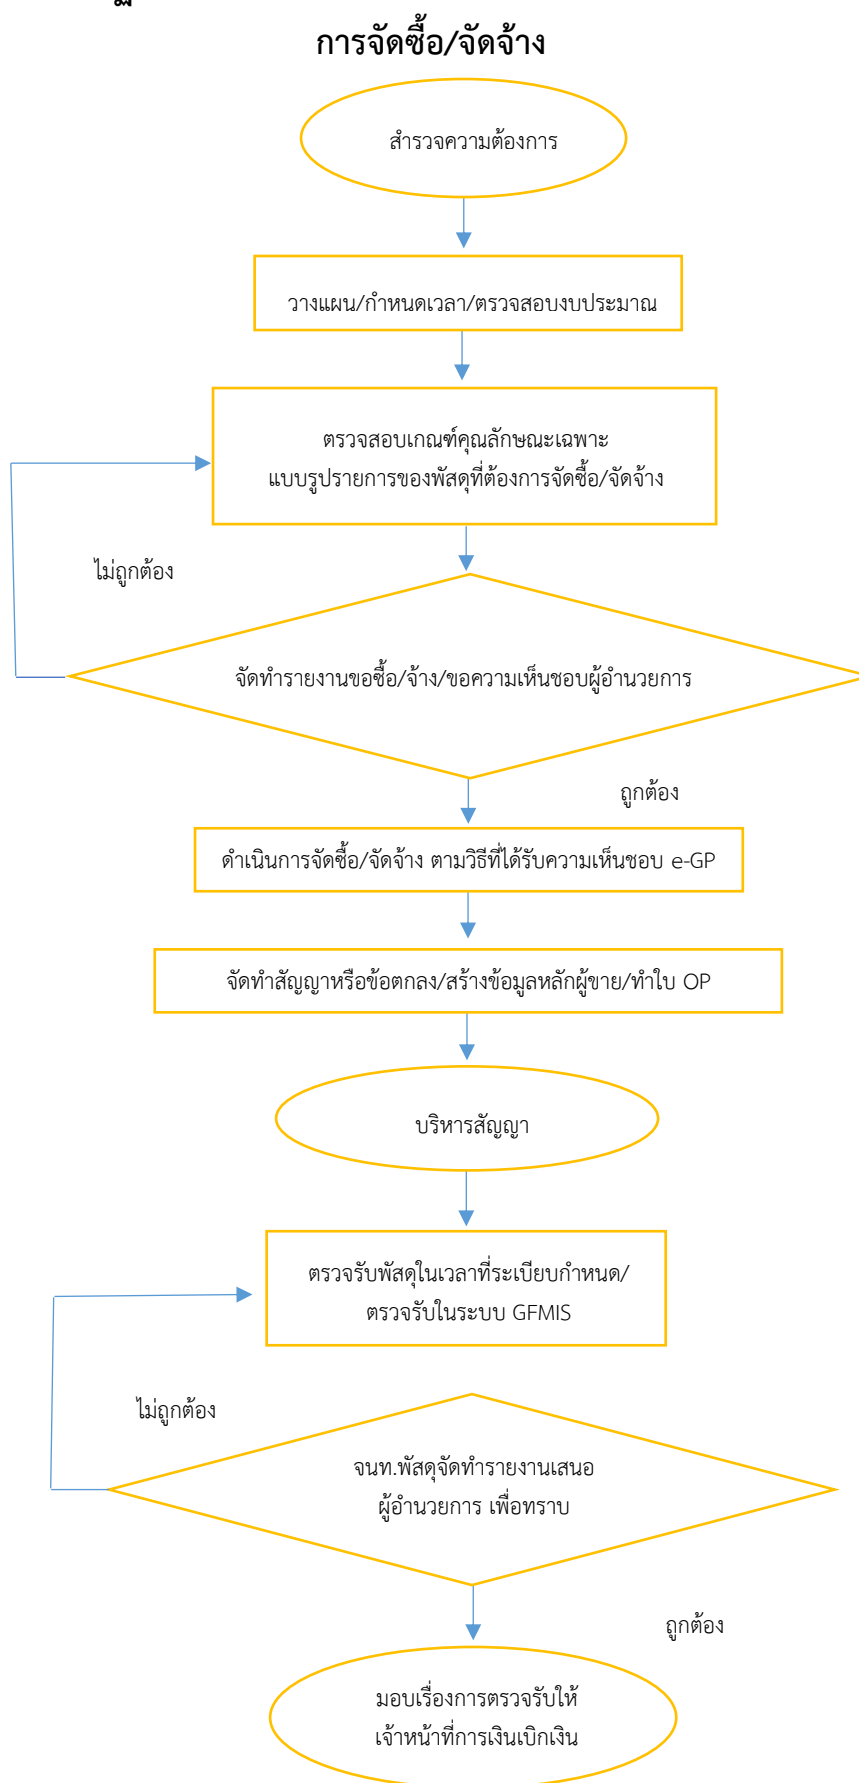 การจัดซื้อ/จัดจ้าง
สำรวจความต้องการ
วางแผน/กำหนดเวลา/ตรวจสอบงบประมาณ
ตรวจสอบเกณฑ์คุณลักษณะเฉพาะ
แบบรูปรายการของพัสดุที่ต้องการจัดซื้อ/จัดจ้าง
ไม่ถูกต้อง
จัดทำรายงานขอซื้อ/จ้าง/ขอความเห็นชอบผู้อำนวยการ
ถูกต้อง
ดำเนินการจัดซื้อ/จัดจ้าง ตามวิธีที่ได้รับความเห็นชอบ e-GP
จัดทำสัญญาหรือข้อตกลง/สร้างข้อมูลหลักผู้ขาย/ทำใบ OP
บริหารสัญญา
ตรวจรับพัสดุในเวลาที่ระเบียบกำหนด/
ตรวจรับในระบบ GFMIS
ไม่ถูกต้อง
จนท.พัสดุจัดทำรายงานเสนอ
ผู้อำนวยการ เพื่อทราบ
ถูกต้อง
มอบเรื่องการตรวจรับให้
เจ้าหน้าที่การเงินเบิกเงิน